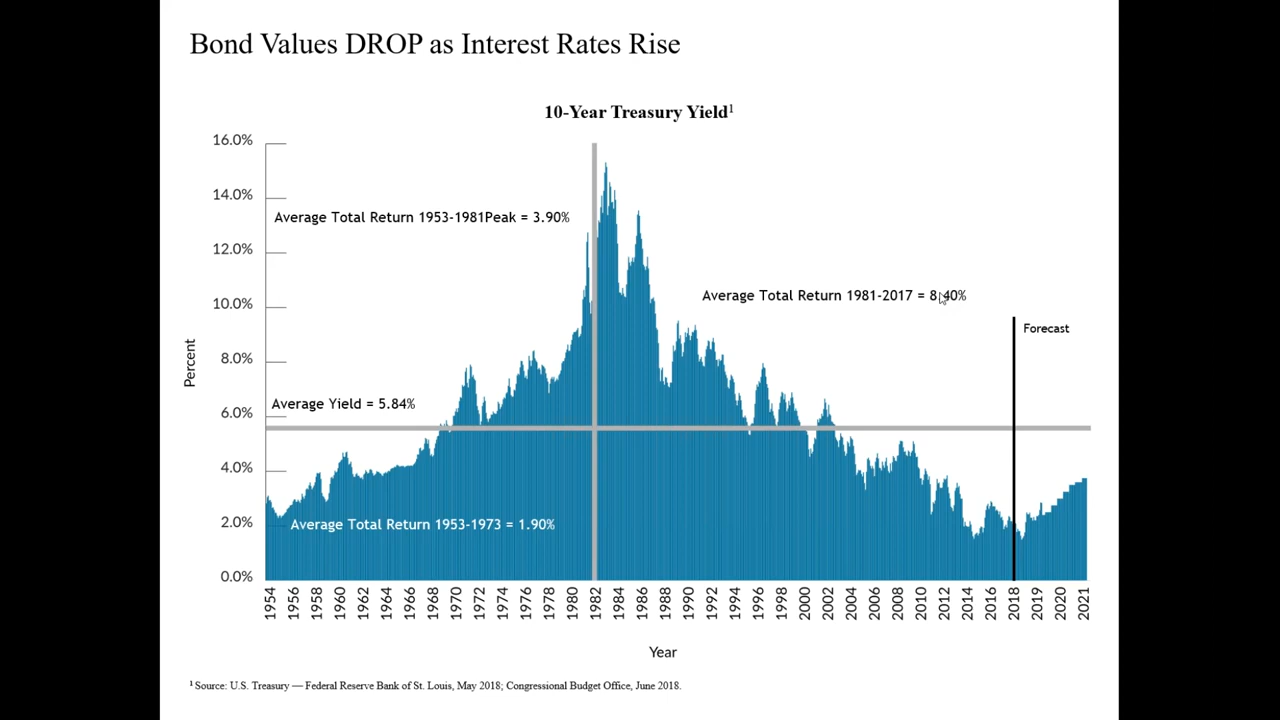 Bond Values DROP as Interest Rates Rise
10-Year Treasury Yield¹
16.0%
14.0%
Average Total Return 1953-1981Peak = 3.90%
12.0%
Average Total Return 1981-2017 = 8.40%
10.0%
Forecast
8.0%
Percent
Average Yield = 5.84%
6.0%
4.0%
2.0%
Average Total Return 1953-1973 = 1.90%
0.0%
1954 1956 1958 1960 1962 1964 1966 1968 1970 1972 1974 1976 1978 1980 1982 1984 1986 1988 1990 1992 1994 1996 1998 2000 2002 2004 2006 2008 2010 2012 2014 2016 2018 2019 2020 2021
Year
¹ Source: U.S. Treasury — Federal Reserve Bank of St. Louis, May 2018; Congressional Budget Office, June 2018.